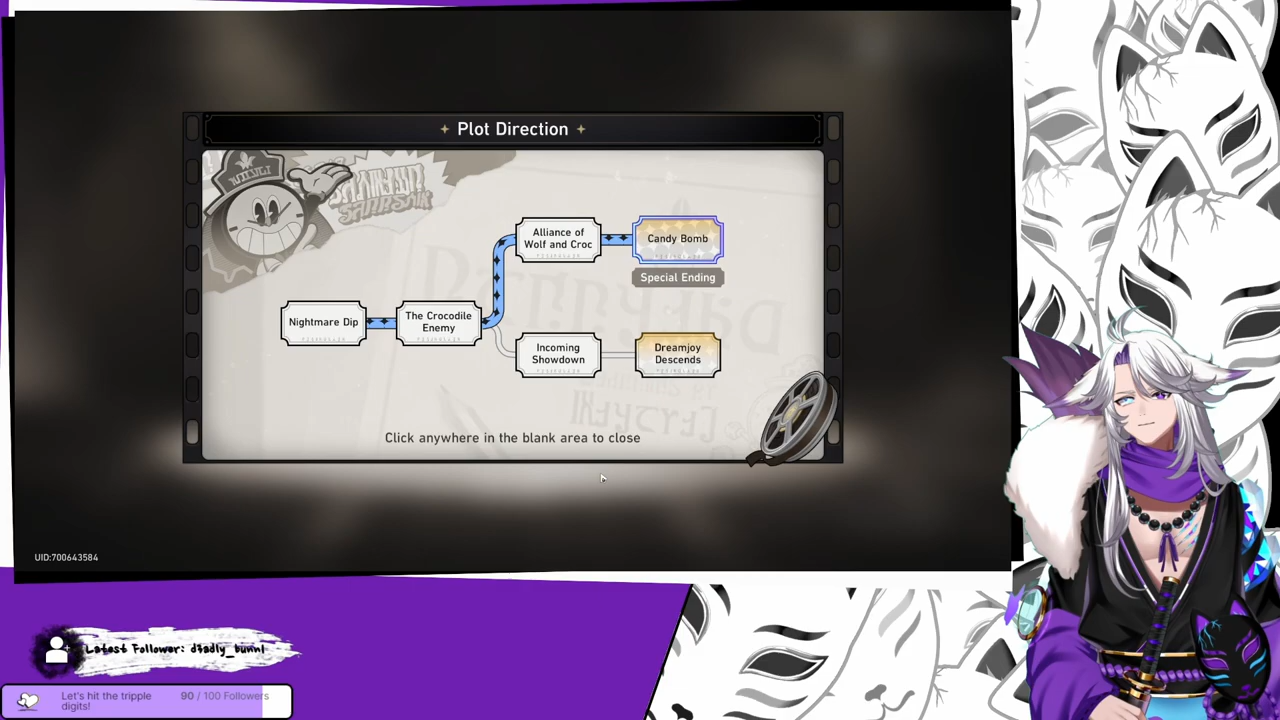 Plot Direction
Alliance of
Wolf and Croc
Candy Bomb
Special Ending
Nightmare Dip
The Crocodile
Enemy
Incoming
Showdown
Dreamjoy
Descends
Click anywhere in the blank area to close
UID:700643584
Latest Follower: d3adly_bunn1
Let's hit the tripple
digits!
90 / 100 Followers